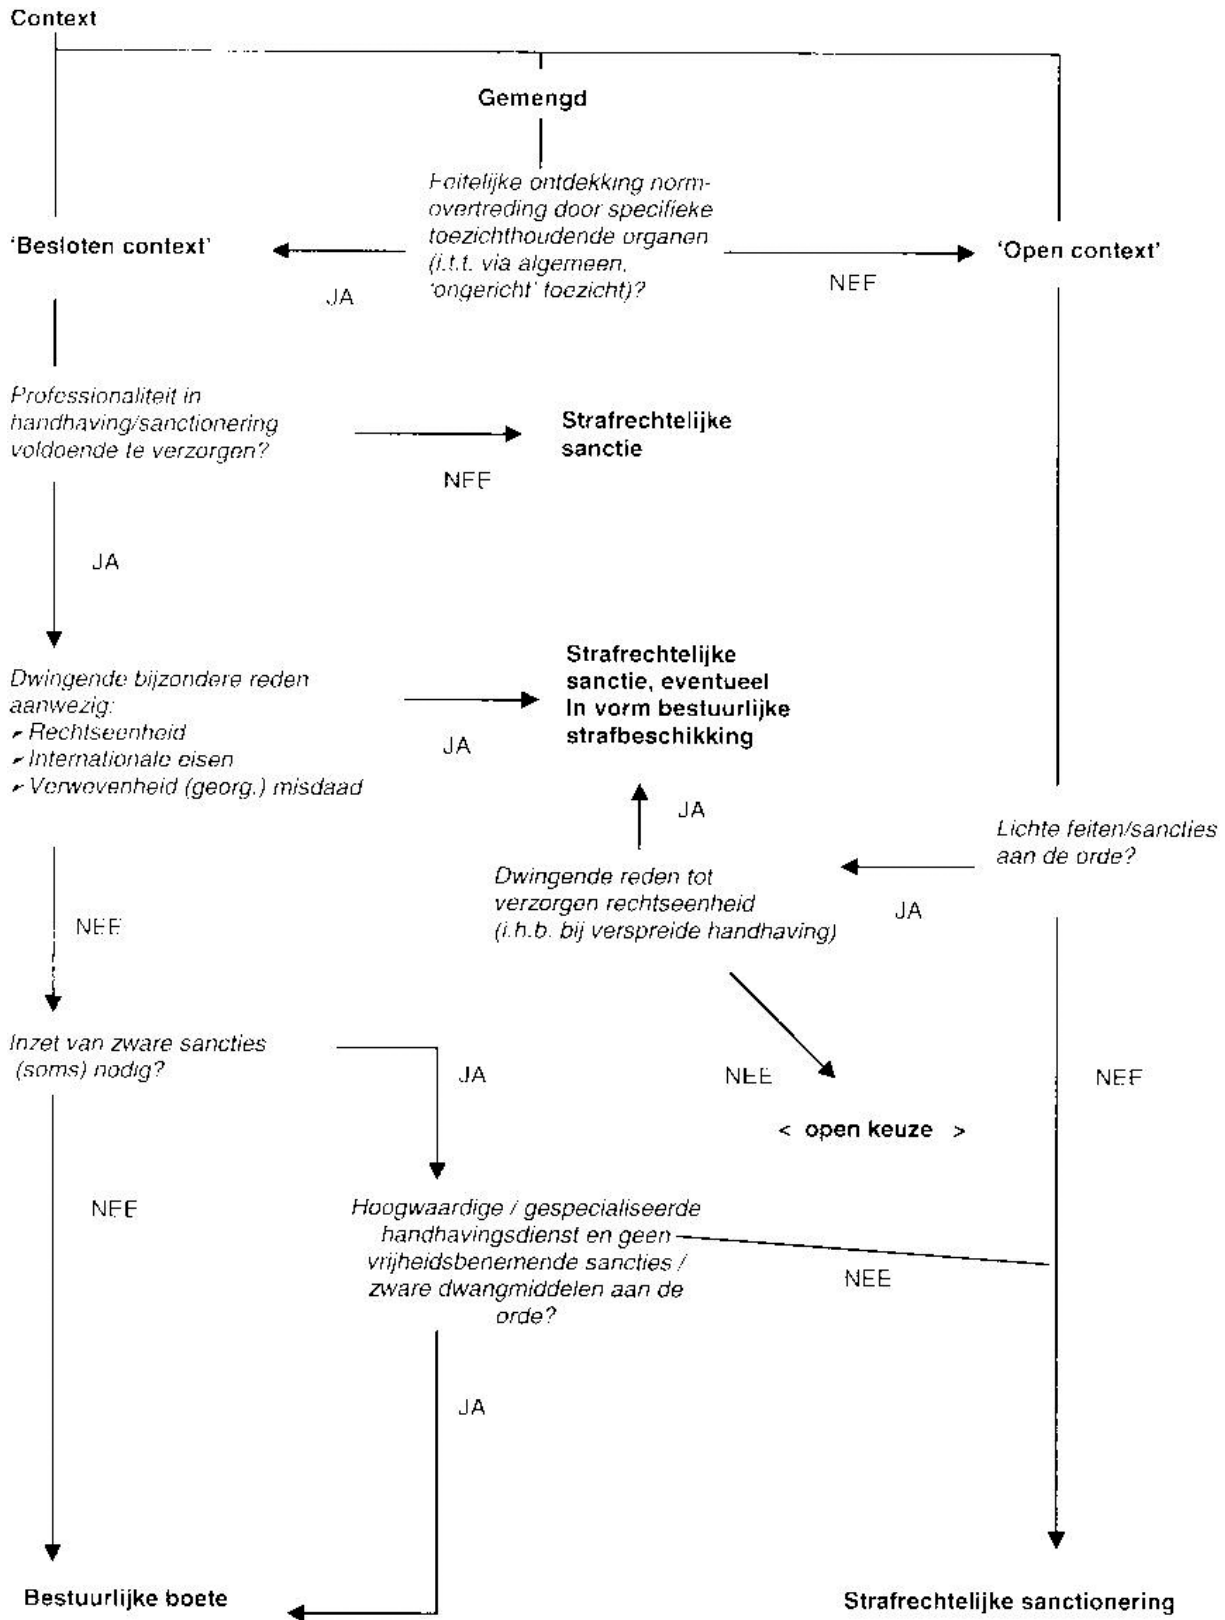 Context
Gemengd
Feitelijke ontdekking norm-
overtreding door specifieke
toezichthoudende organen
(i.t.t. via algemeen,
'ongericht' toezicht)?
'Besloten context'
'Open context'
JA
NEE
Professionaliteit in
handhaving/sanctionering
voldoende te verzorgen?
Strafrechtelijke
sanctie
NEE
JA
Dwingende bijzondere reden
aanwezig:
Rechtseenheid
Internationale eisen
Verwevenheid (georg.) misdaad
JA
Strafrechtelijke
sanctie, eventueel
In vorm bestuurlijke
strafbeschikking
JA
Lichte feiten/sancties
aan de orde?
Dwingende reden tot
verzorgen rechtseenheid
(i.h.b. bij verspreide handhaving)
JA
NEE
Inzet van zware sancties
(soms) nodig?
JA
NEE
NEE
< open keuze >
NEE
Hoogwaardige / gespecialiseerde
handhavingsdienst en geen
vrijheidsbenemende sancties /
zware dwangmiddelen aan de
orde?
NEE
JA
Bestuurlijke boete
Strafrechtelijke sanctionering